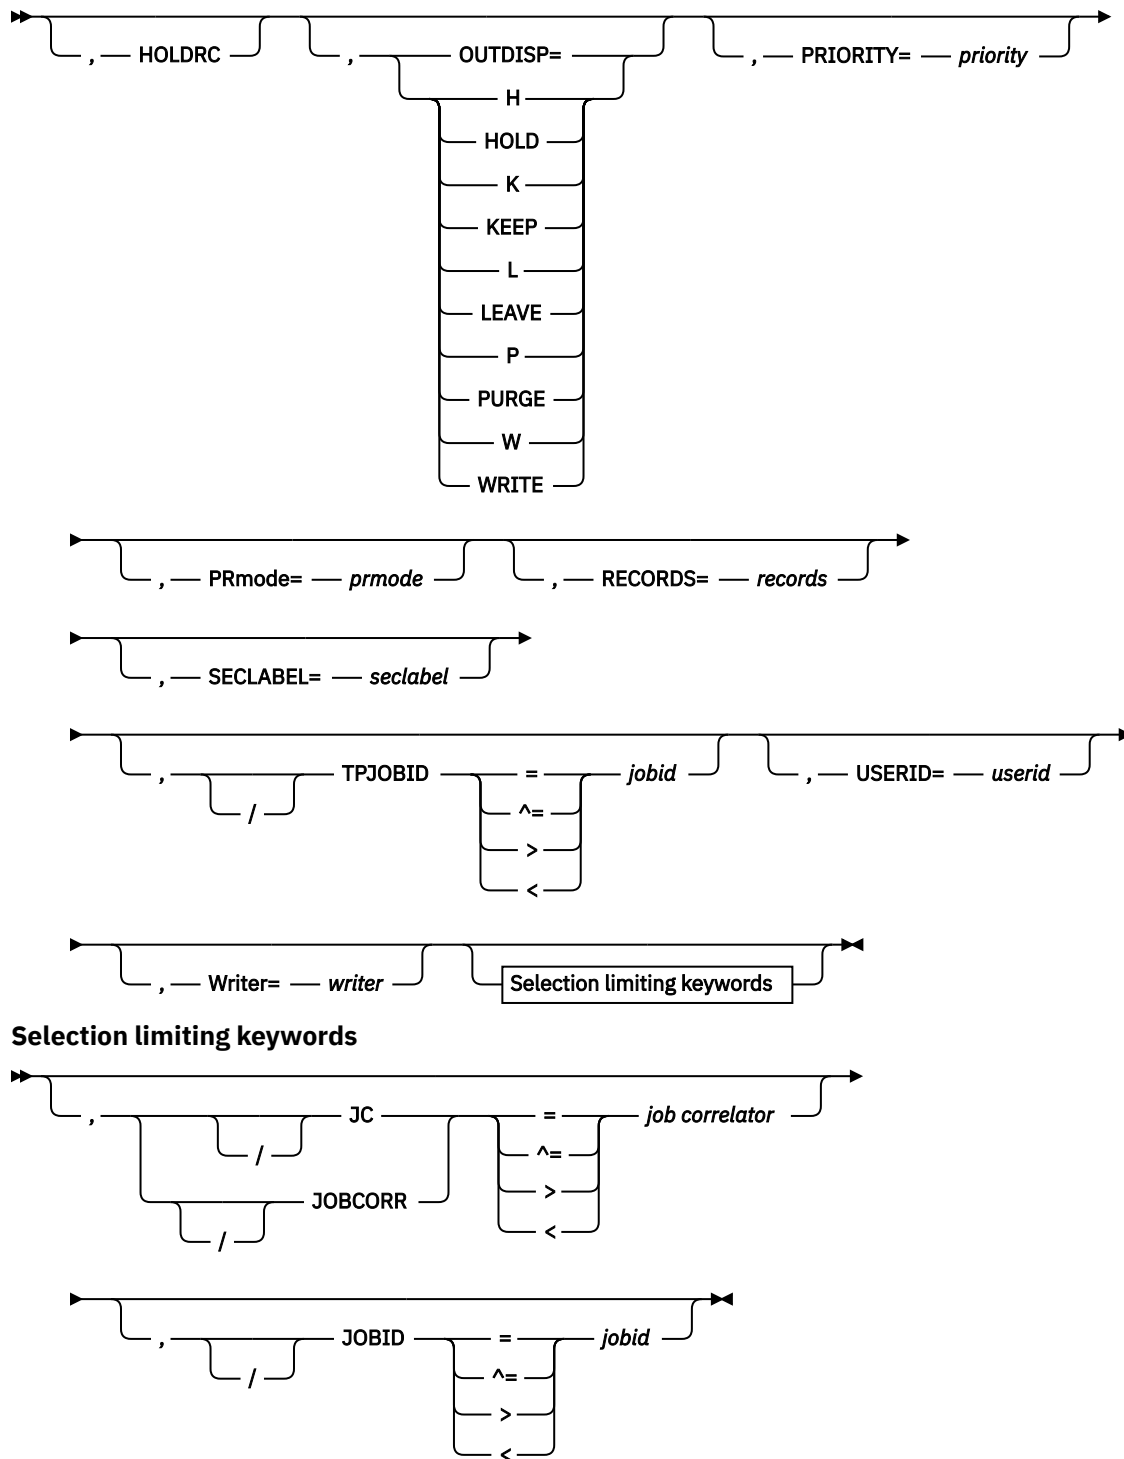 , HOLDRC , OUTDISP= , PRIORITY= priority
H
HOLD
K
KEEP
L
LEAVE
P
PURGE
W
WRITE
, PRmode= prmode , RECORDS= records
, SECLABEL= seclabel
, TPJOBID = jobid , USERID= userid
/ ^=
>
<
, Writer= writer Selection limiting keywords
Selection limiting keywords
, JC = job correlator
/ ^=
JOBCORR >
/ <
, JOBID = jobid
/ ^=
>
<